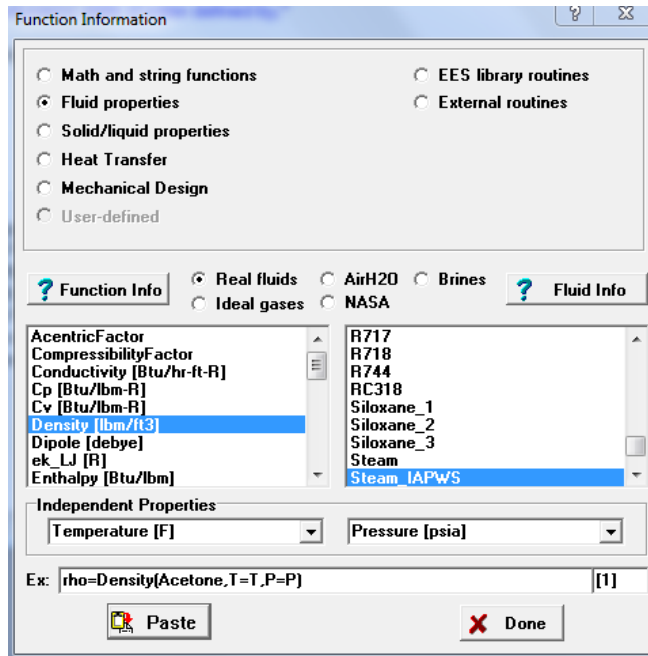 Function Information
Math and string functions
EES library routines
Fluid properties
External routines
Solid/liquid properties
Heat Transfer
Mechanical Design
User-defined
? Function Info
Real fluids
AirH2O
Brines
Ideal gases
NASA
? Fluid Info
AcentricFactor
CompressibilityFactor
Conductivity [Btu/hr-ft-R]
Cp [Btu/lbm-R]
Cv [Btu/lbm-R]
Density [lbm/ft3]
Dipole [debye]
ek_LJ [R]
Enthalpy [Btu/lbm]
R717
R718
R744
RC318
Siloxane_1
Siloxane_2
Siloxane_3
Steam
Steam_IAPWS
Independent Properties
Temperature [F]
Pressure [psia]
Ex: rho=Density(Acetone,T=T,P=P) [1]
Paste
Done